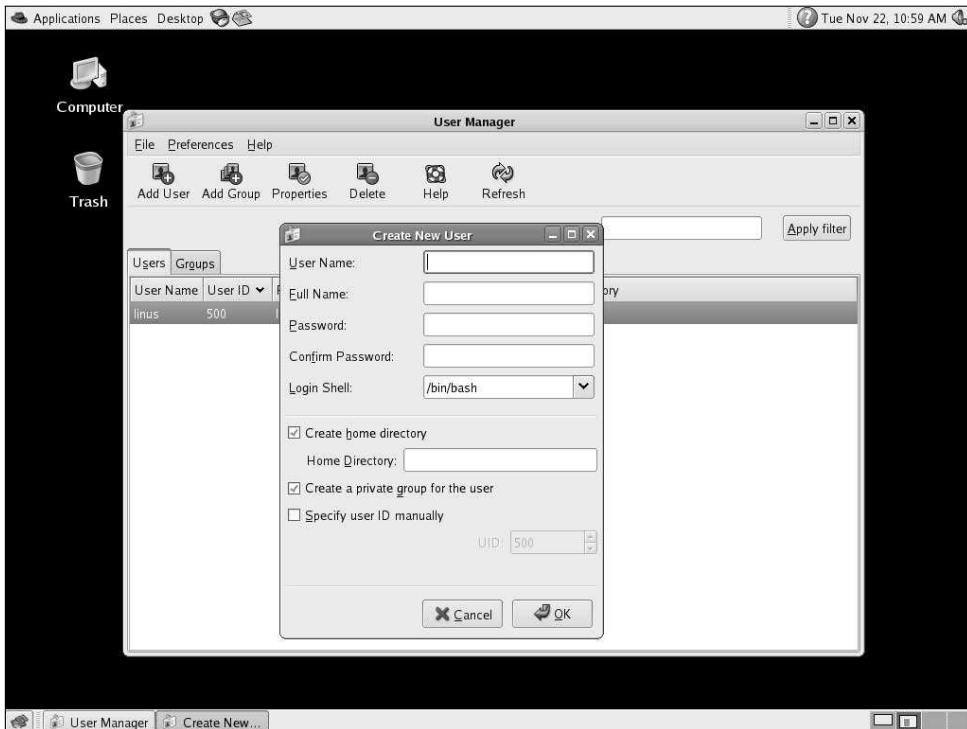 Applications Places Desktop
Tue Nov 22, 10:59 AM
Computer
Trash
User Manager
File Preferences Help
Add User Add Group Properties Delete Help Refresh
Apply filter
Users Groups
User Name User ID
linus 500
Create New User
User Name:
Full Name:
Password:
Confirm Password:
Login Shell: /bin/bash
Create home directory
Home Directory:
Create a private group for the user
Specify user ID manually
UID: 500
Cancel OK
User Manager Create New...